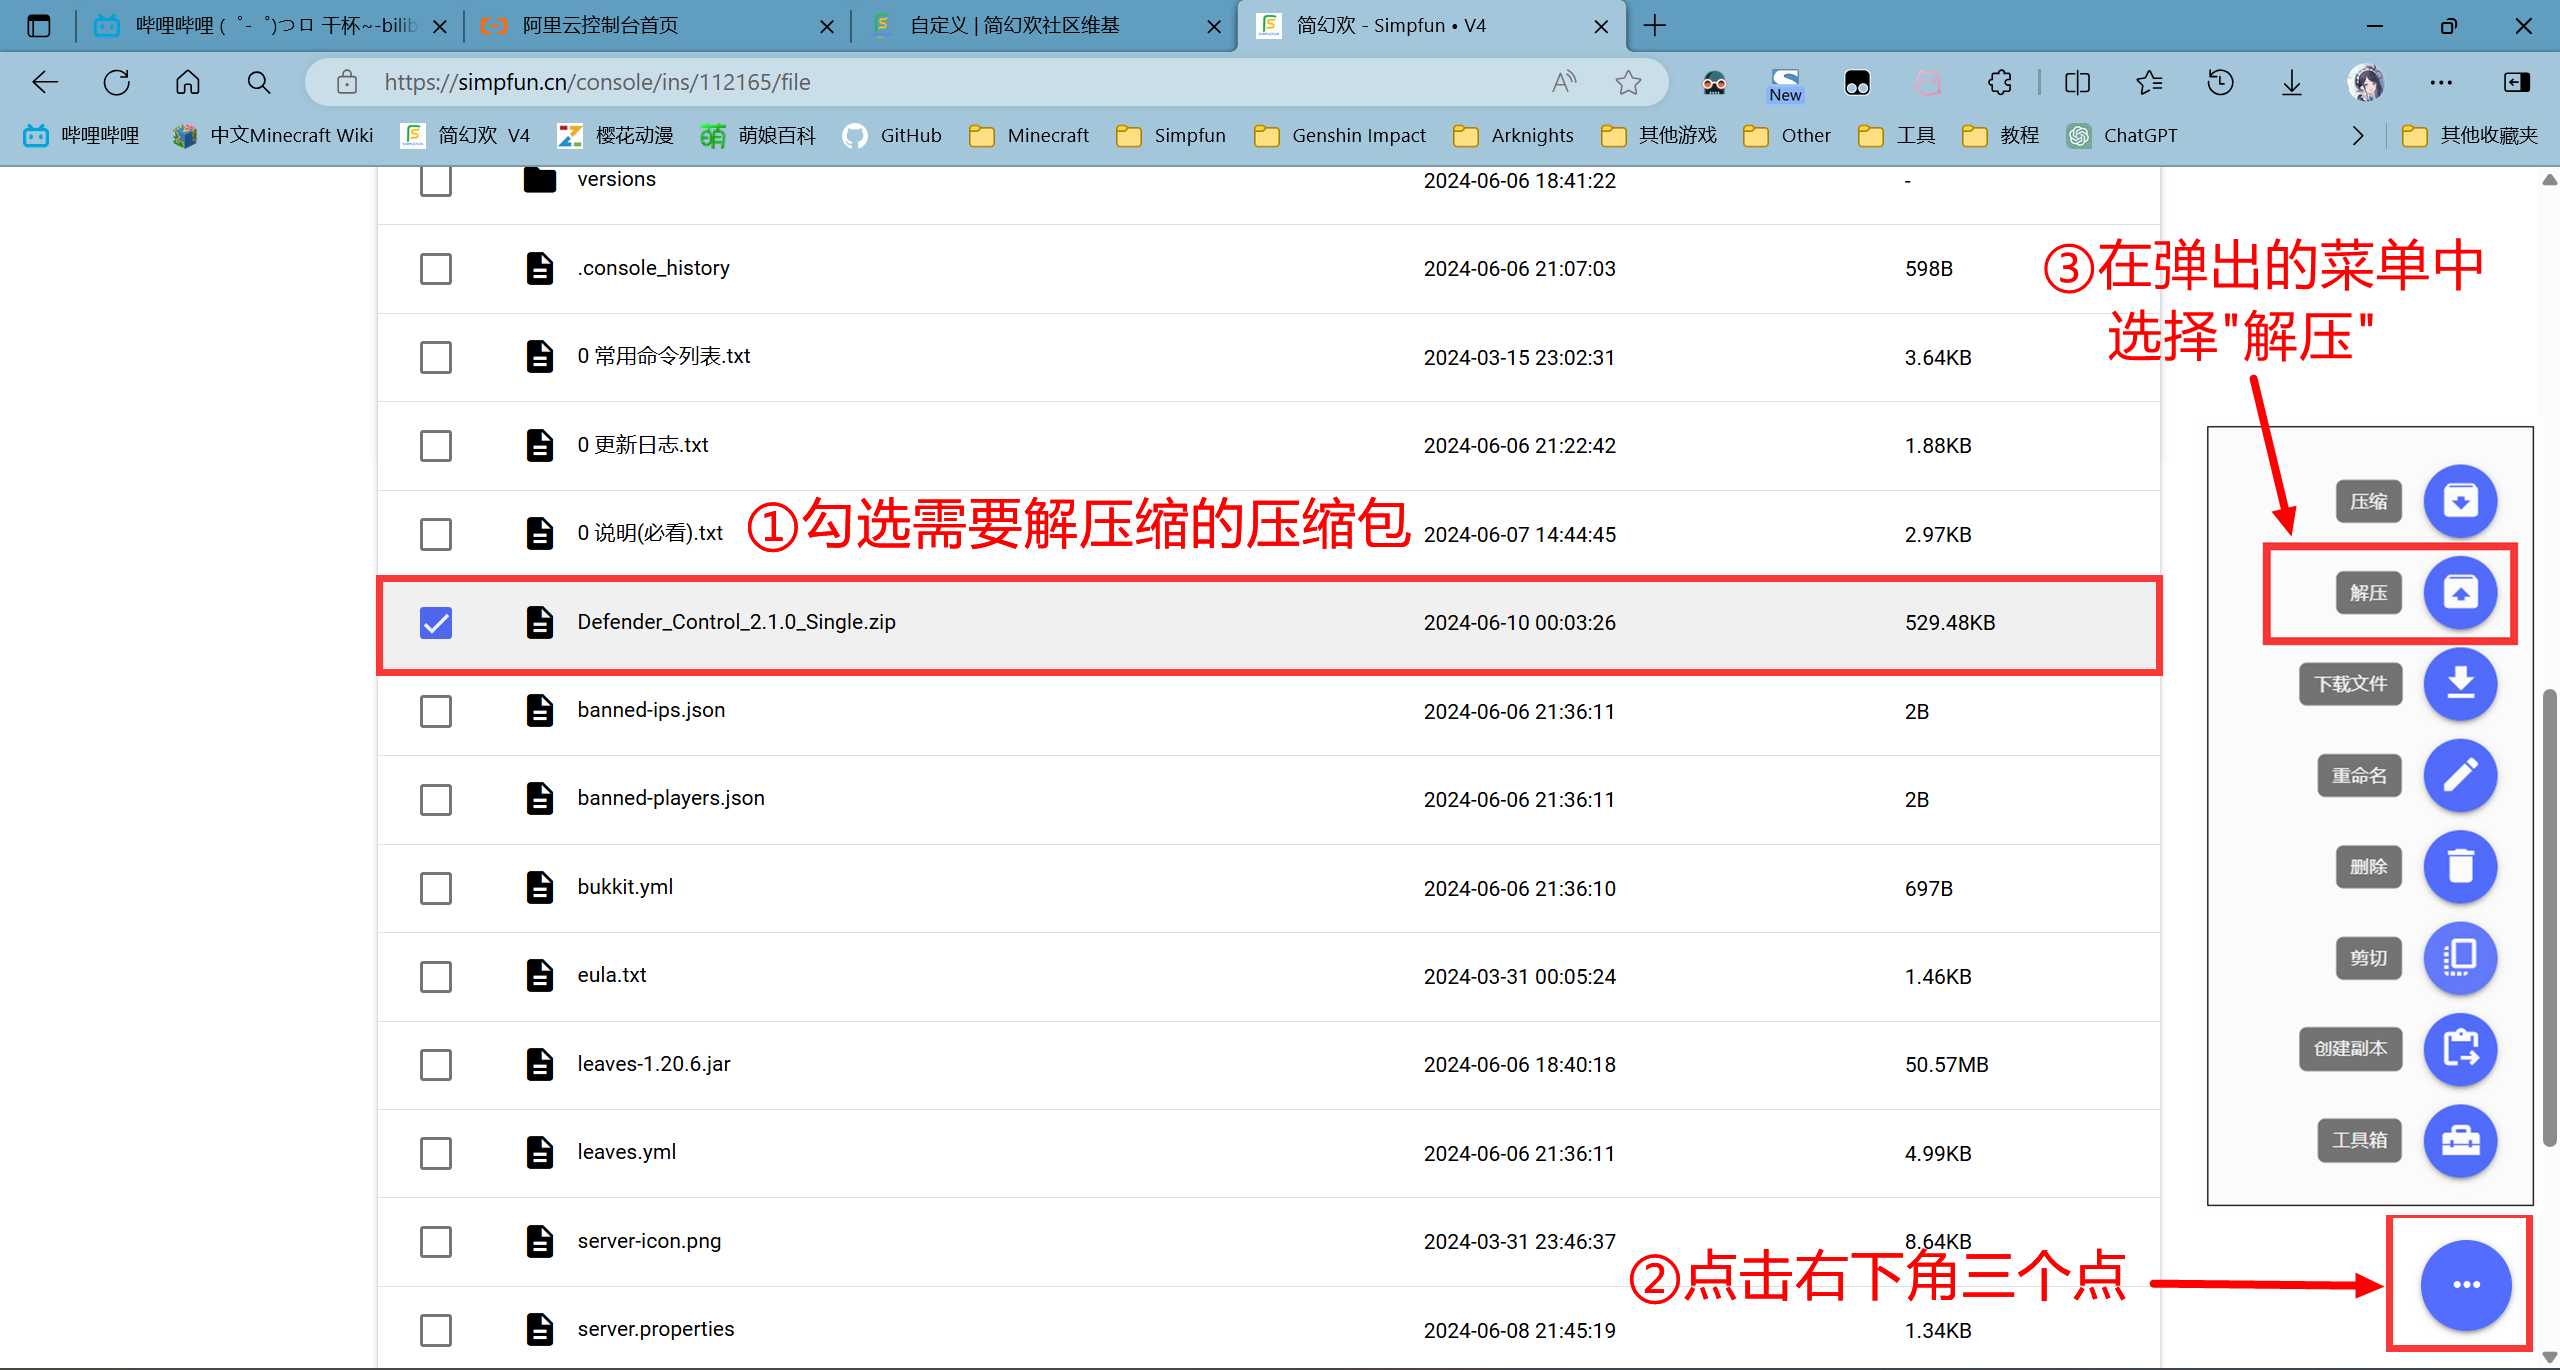 哔哩哔哩 (゜-゜)つロ 干杯~-bilib
阿里云控制台首页
自定义 | 简幻欢社区维基
简幻欢 - Simpfun • V4
https://simpfun.cn/console/ins/112165/file
New
哔哩哔哩
中文Minecraft Wiki
简幻欢 V4
樱花动漫
萌娘百科
GitHub
Minecraft
Simpfun
Genshin Impact
Arknights
其他游戏
Other
工具
教程
ChatGPT
其他收藏夹
versions 2024-06-06 18:41:22 -
.console_history 2024-06-06 21:07:03 598B
③在弹出的菜单中
选择"解压"
0 常用命令列表.txt 2024-03-15 23:02:31 3.64KB
0 更新日志.txt 2024-06-06 21:22:42 1.88KB
0 说明(必看).txt 2024-06-07 14:44:45 2.97KB
①勾选需要解压缩的压缩包
Defender_Control_2.1.0_Single.zip 2024-06-10 00:03:26 529.48KB
banned-ips.json 2024-06-06 21:36:11 2B
banned-players.json 2024-06-06 21:36:11 2B
bukkit.yml 2024-06-06 21:36:10 697B
eula.txt 2024-03-31 00:05:24 1.46KB
leaves-1.20.6.jar 2024-06-06 18:40:18 50.57MB
leaves.yml 2024-06-06 21:36:11 4.99KB
server-icon.png 2024-03-31 23:46:37 8.64KB
server.properties 2024-06-08 21:45:19 1.34KB
压缩
解压
下载文件
重命名
删除
剪切
创建副本
工具箱
②点击右下角三个点